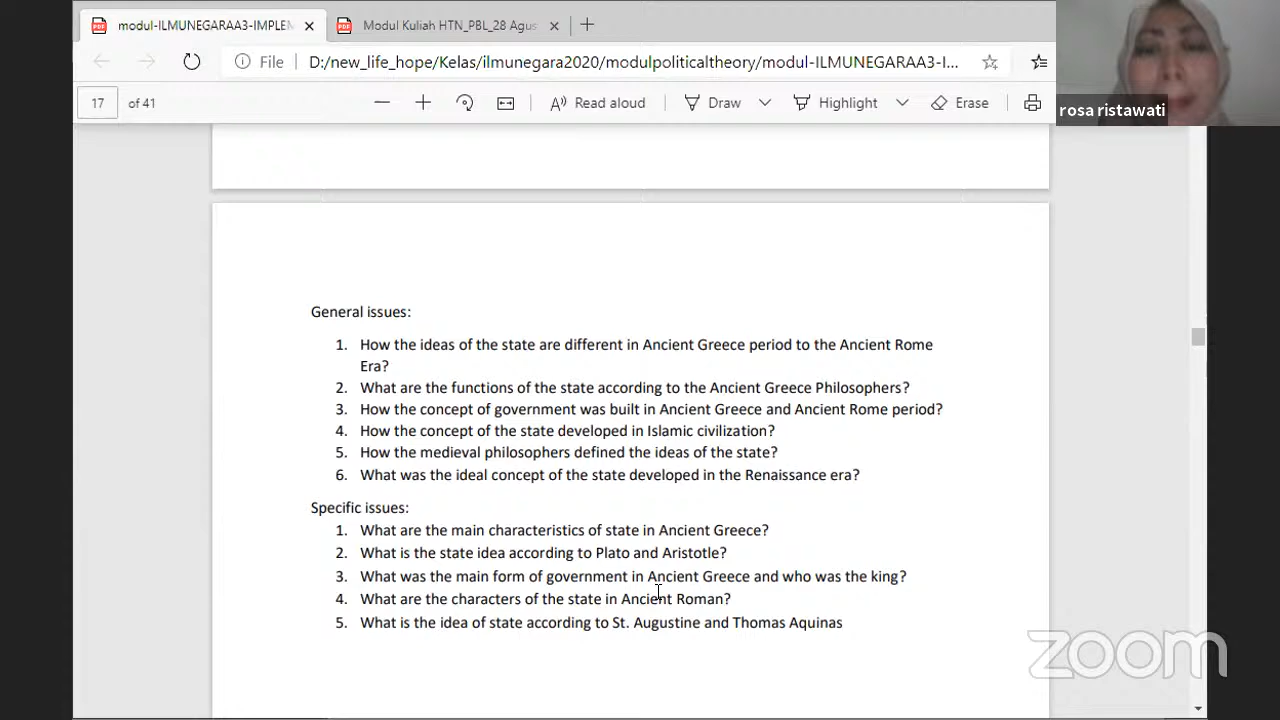 modul-ILMUNEGARAA3-IMPLEM
Modul Kuliah HTN_PBL_28 Agus
File
D:/new_life_hope/Kelas/ilmunegara2020/modulpoliticaltheory/modul-ILMUNEGARAA3-I...
17 of 41
Read aloud
Draw
Highlight
Erase
rosa ristawati
General issues:
1. How the ideas of the state are different in Ancient Greece period to the Ancient Rome
Era?
2. What are the functions of the state according to the Ancient Greece Philosophers?
3. How the concept of government was built in Ancient Greece and Ancient Rome period?
4. How the concept of the state developed in Islamic civilization?
5. How the medieval philosophers defined the ideas of the state?
6. What was the ideal concept of the state developed in the Renaissance era?
Specific issues:
1. What are the main characteristics of state in Ancient Greece?
2. What is the state idea according to Plato and Aristotle?
3. What was the main form of government in Ancient Greece and who was the king?
4. What are the characters of the state in Ancient Roman?
5. What is the idea of state according to St. Augustine and Thomas Aquinas
zoom